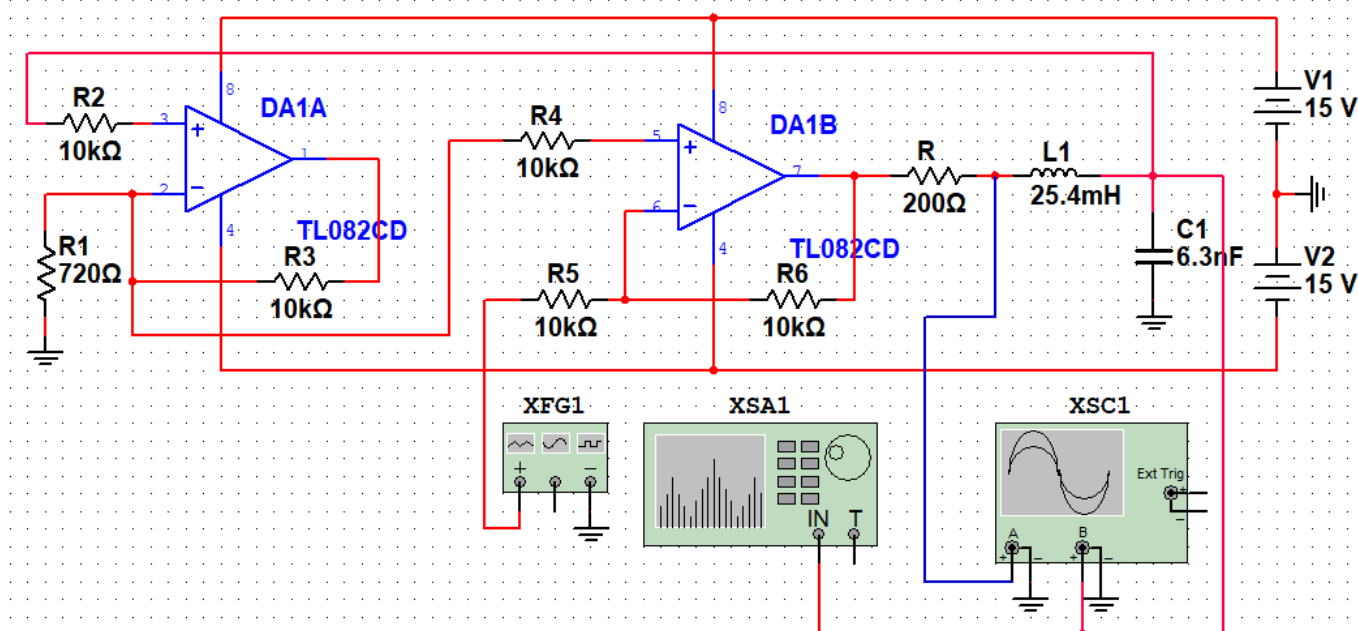 R2
10kΩ
3
+
−
2
8
4
1
DA1A
TL082CD
R1
720Ω
R3
10kΩ
R4
10kΩ
5
+
−
6
8
4
7
DA1B
TL082CD
R5
10kΩ
R6
10kΩ
R
200Ω
L1
25.4mH
C1
6.3nF
V1
15 V
V2
15 V
XFG1
+
−
XSA1
IN
T
XSC1
Ext Trig
+
−
A
B
+
−
+
−